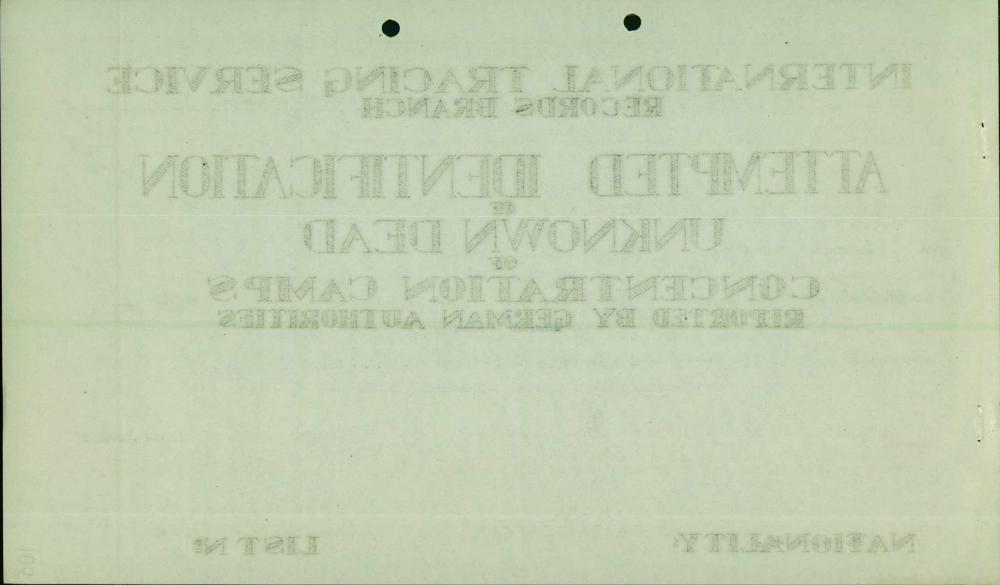 INTERNATIONAL TRACING SERVICE
RECORDS BRANCH
ATTEMPTED IDENTIFICATION
OF
UNKNOWN DEAD
OF
CONCENTRATION CAMPS
REPORTED BY GERMAN AUTHORITIES
NATIONALITY:
LIST Nº